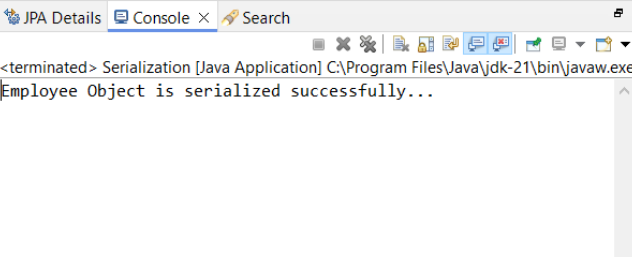 JPA Details Console Search
<terminated> Serialization [Java Application] C:\Program Files\Java\jdk-21\bin\javaw.exe
Employee Object is serialized successfully...